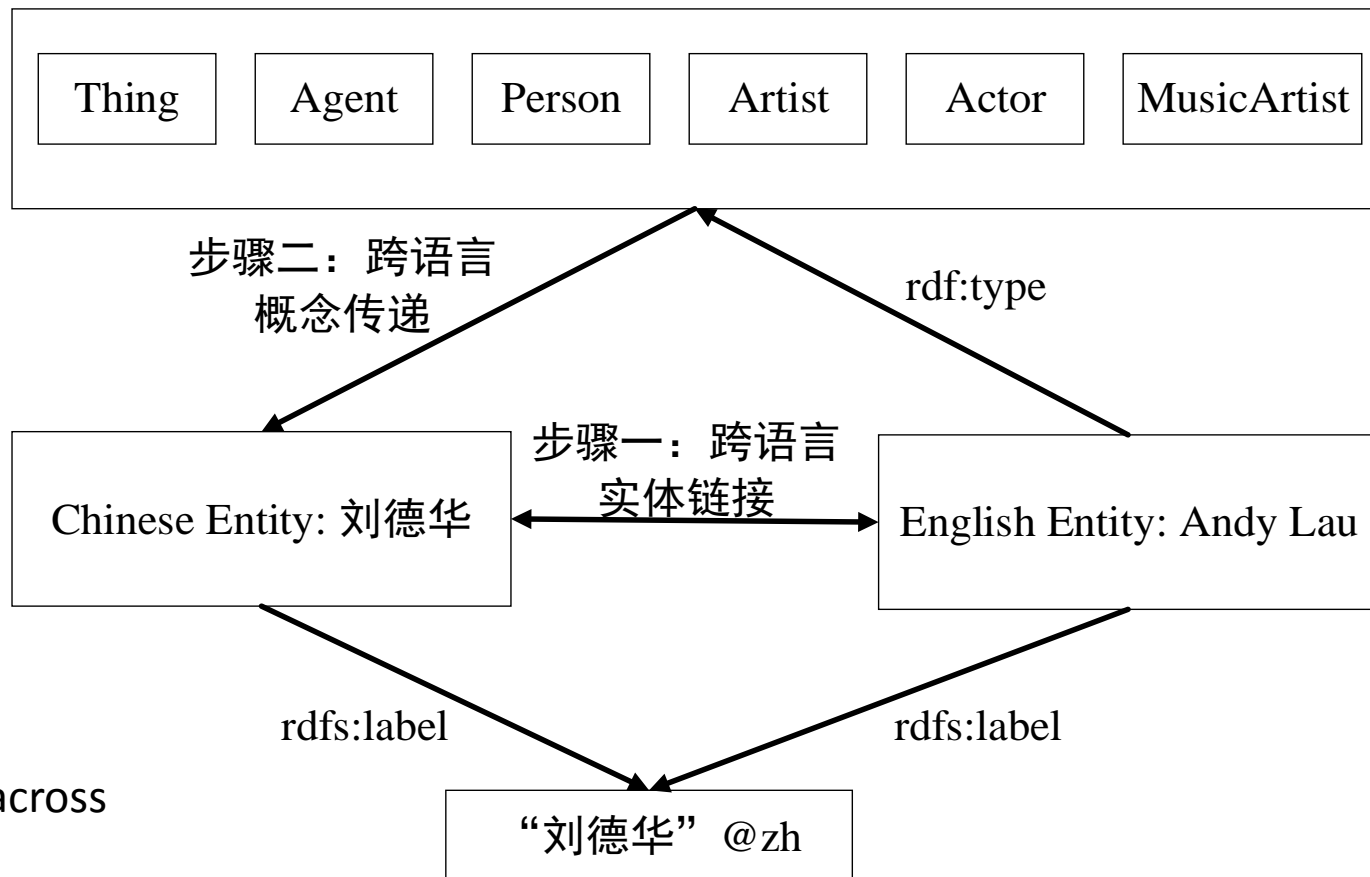 Thing Agent Person Artist Actor MusicArtist
步骤二：跨语言
概念传递
rdf:type
步骤一：跨语言
实体链接
Chinese Entity: 刘德华
English Entity: Andy Lau
rdfs:label
rdfs:label
across
“刘德华” @zh